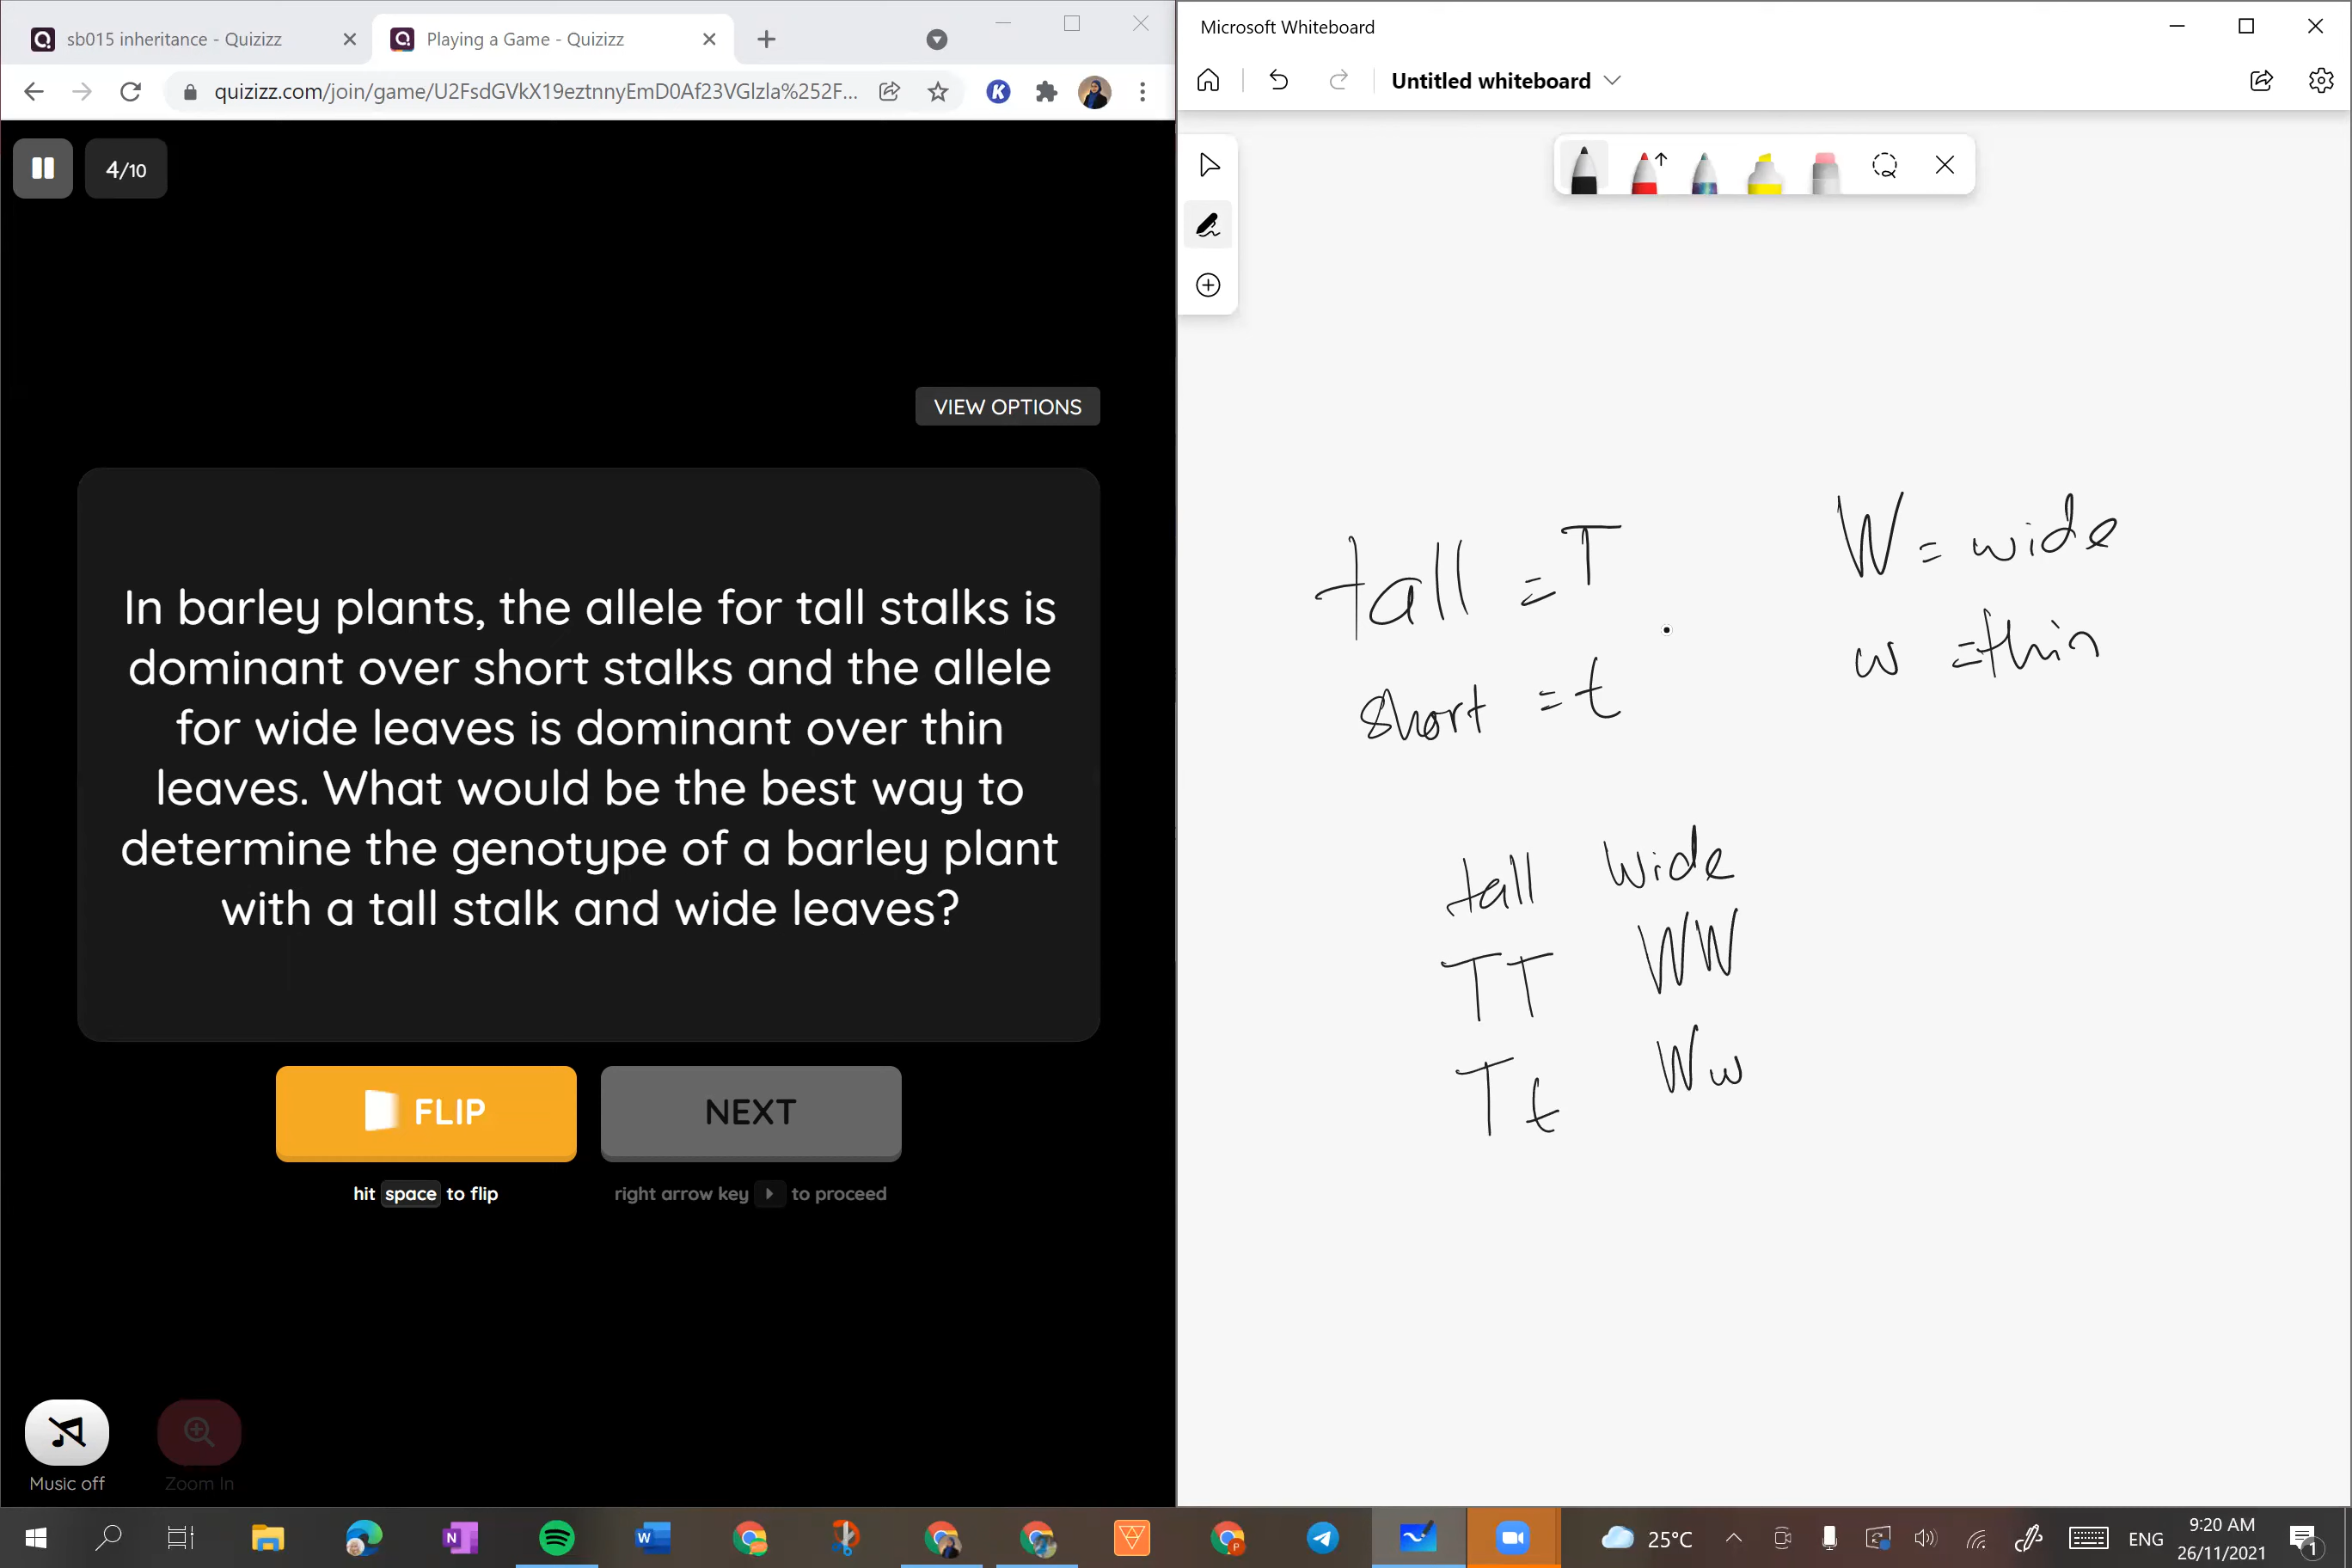 sb015 inheritance - Quizizz
Playing a Game - Quizizz
quizizz.com/join/game/U2FsdGVkX19eztnnyEmD0Af23VGlzla%252F...
4/10
VIEW OPTIONS
In barley plants, the allele for tall stalks is
dominant over short stalks and the allele
for wide leaves is dominant over thin
leaves. What would be the best way to
determine the genotype of a barley plant
with a tall stalk and wide leaves?
FLIP
NEXT
hit space to flip
right arrow key to proceed
Music off
Zoom In
Microsoft Whiteboard
Untitled whiteboard
tall = T
short = t
W = wide
w = thin
tall wide
TT WW
Tt Ww
25°C
ENG
9:20 AM
26/11/2021
1